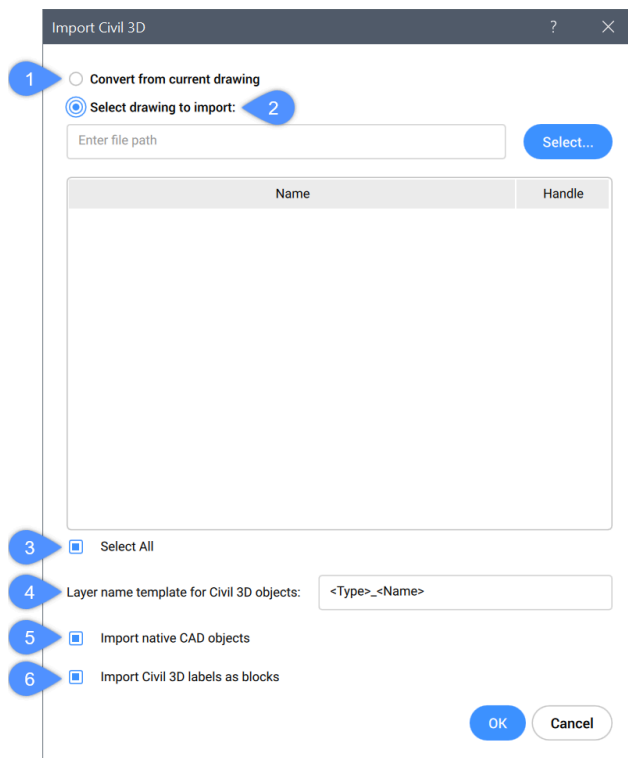 Import Civil 3D ?
1 Convert from current drawing
Select drawing to import: 2
Enter file path Select...
Name Handle
3 Select All
4 Layer name template for Civil 3D objects: <Type>_<Name>
5 Import native CAD objects
6 Import Civil 3D labels as blocks
OK Cancel